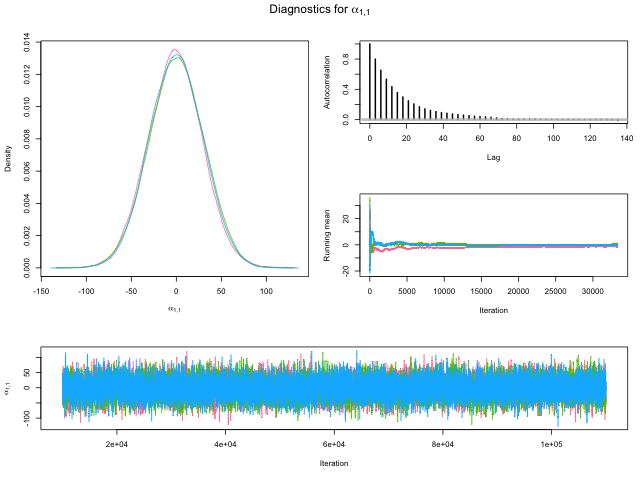 Diagnostics for α1,1
Density
0.000 0.002 0.004 0.006 0.008 0.010 0.012 0.014
-150 -100 -50 0 50 100
α1,1
Autocorrelation
0.0 0.4 0.8
0 20 40 60 80 100 120 140
Lag
Running mean
-20 0 20
0 5000 10000 15000 20000 25000 30000
Iteration
α1,1
-100 0 50
2e+04 4e+04 6e+04 8e+04 1e+05
Iteration